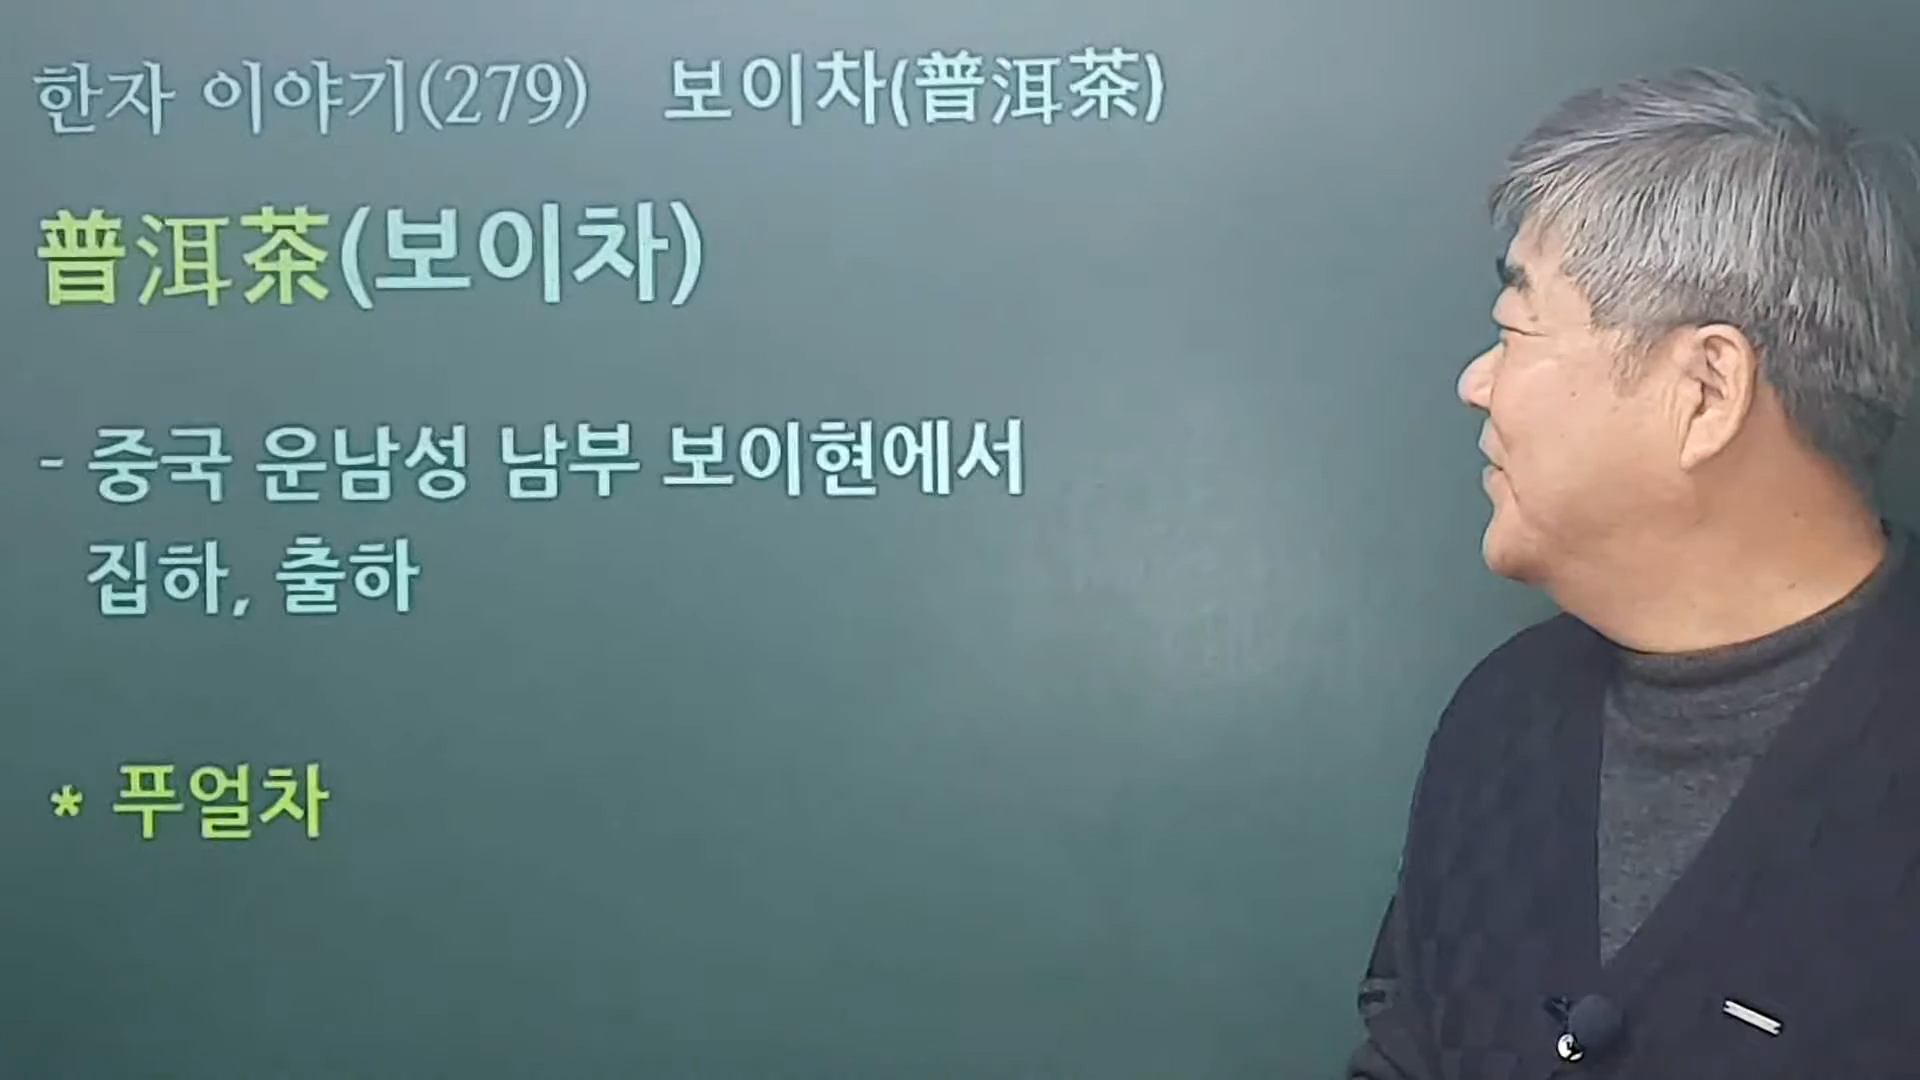 한자 이야기(279) 보이차(普洱茶)
普洱茶(보이차)
- 중국 운남성 남부 보이현에서
집하, 출하
* 푸얼차